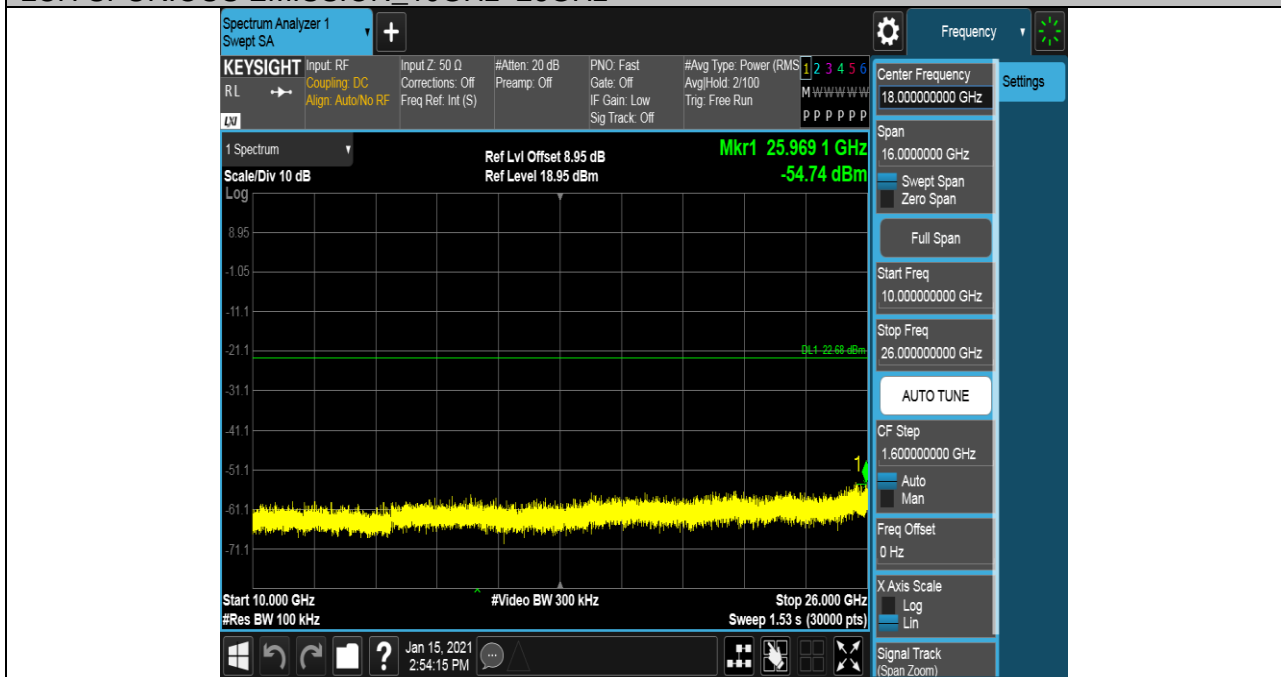 Spectrum Analyzer 1
Swept SA
+
Frequency
KEYSIGHT
RL
LXI
Input: RF
Coupling: DC
Align: Auto/No RF
Input Z: 50 Ω
Corrections: Off
Freq Ref: Int (S)
#Atten: 20 dB
Preamp: Off
PNO: Fast
Gate: Off
IF Gain: Low
Sig Track: Off
#Avg Type: Power (RMS
Avg|Hold: 2/100
Trig: Free Run
1 2 3 4 5 6
M W W W W W
P P P P P P
Center Frequency
18.000000000 GHz
Settings
1 Spectrum
Scale/Div 10 dB
Log
Ref Lvl Offset 8.95 dB
Ref Level 18.95 dBm
Mkr1 25.969 1 GHz
-54.74 dBm
8.95
-1.05
-11.1
-21.1
-31.1
-41.1
-51.1
-61.1
-71.1
DL1 -22.68 dBm
1
Start 10.000 GHz
#Res BW 100 kHz
#Video BW 300 kHz
Stop 26.000 GHz
Sweep 1.53 s (30000 pts)
Span
16.0000000 GHz
Swept Span
Zero Span
Full Span
Start Freq
10.000000000 GHz
Stop Freq
26.000000000 GHz
AUTO TUNE
CF Step
1.600000000 GHz
Auto
Man
Freq Offset
0 Hz
X Axis Scale
Log
Lin
Signal Track
(Span Zoom)
?
Jan 15, 2021
2:54:15 PM